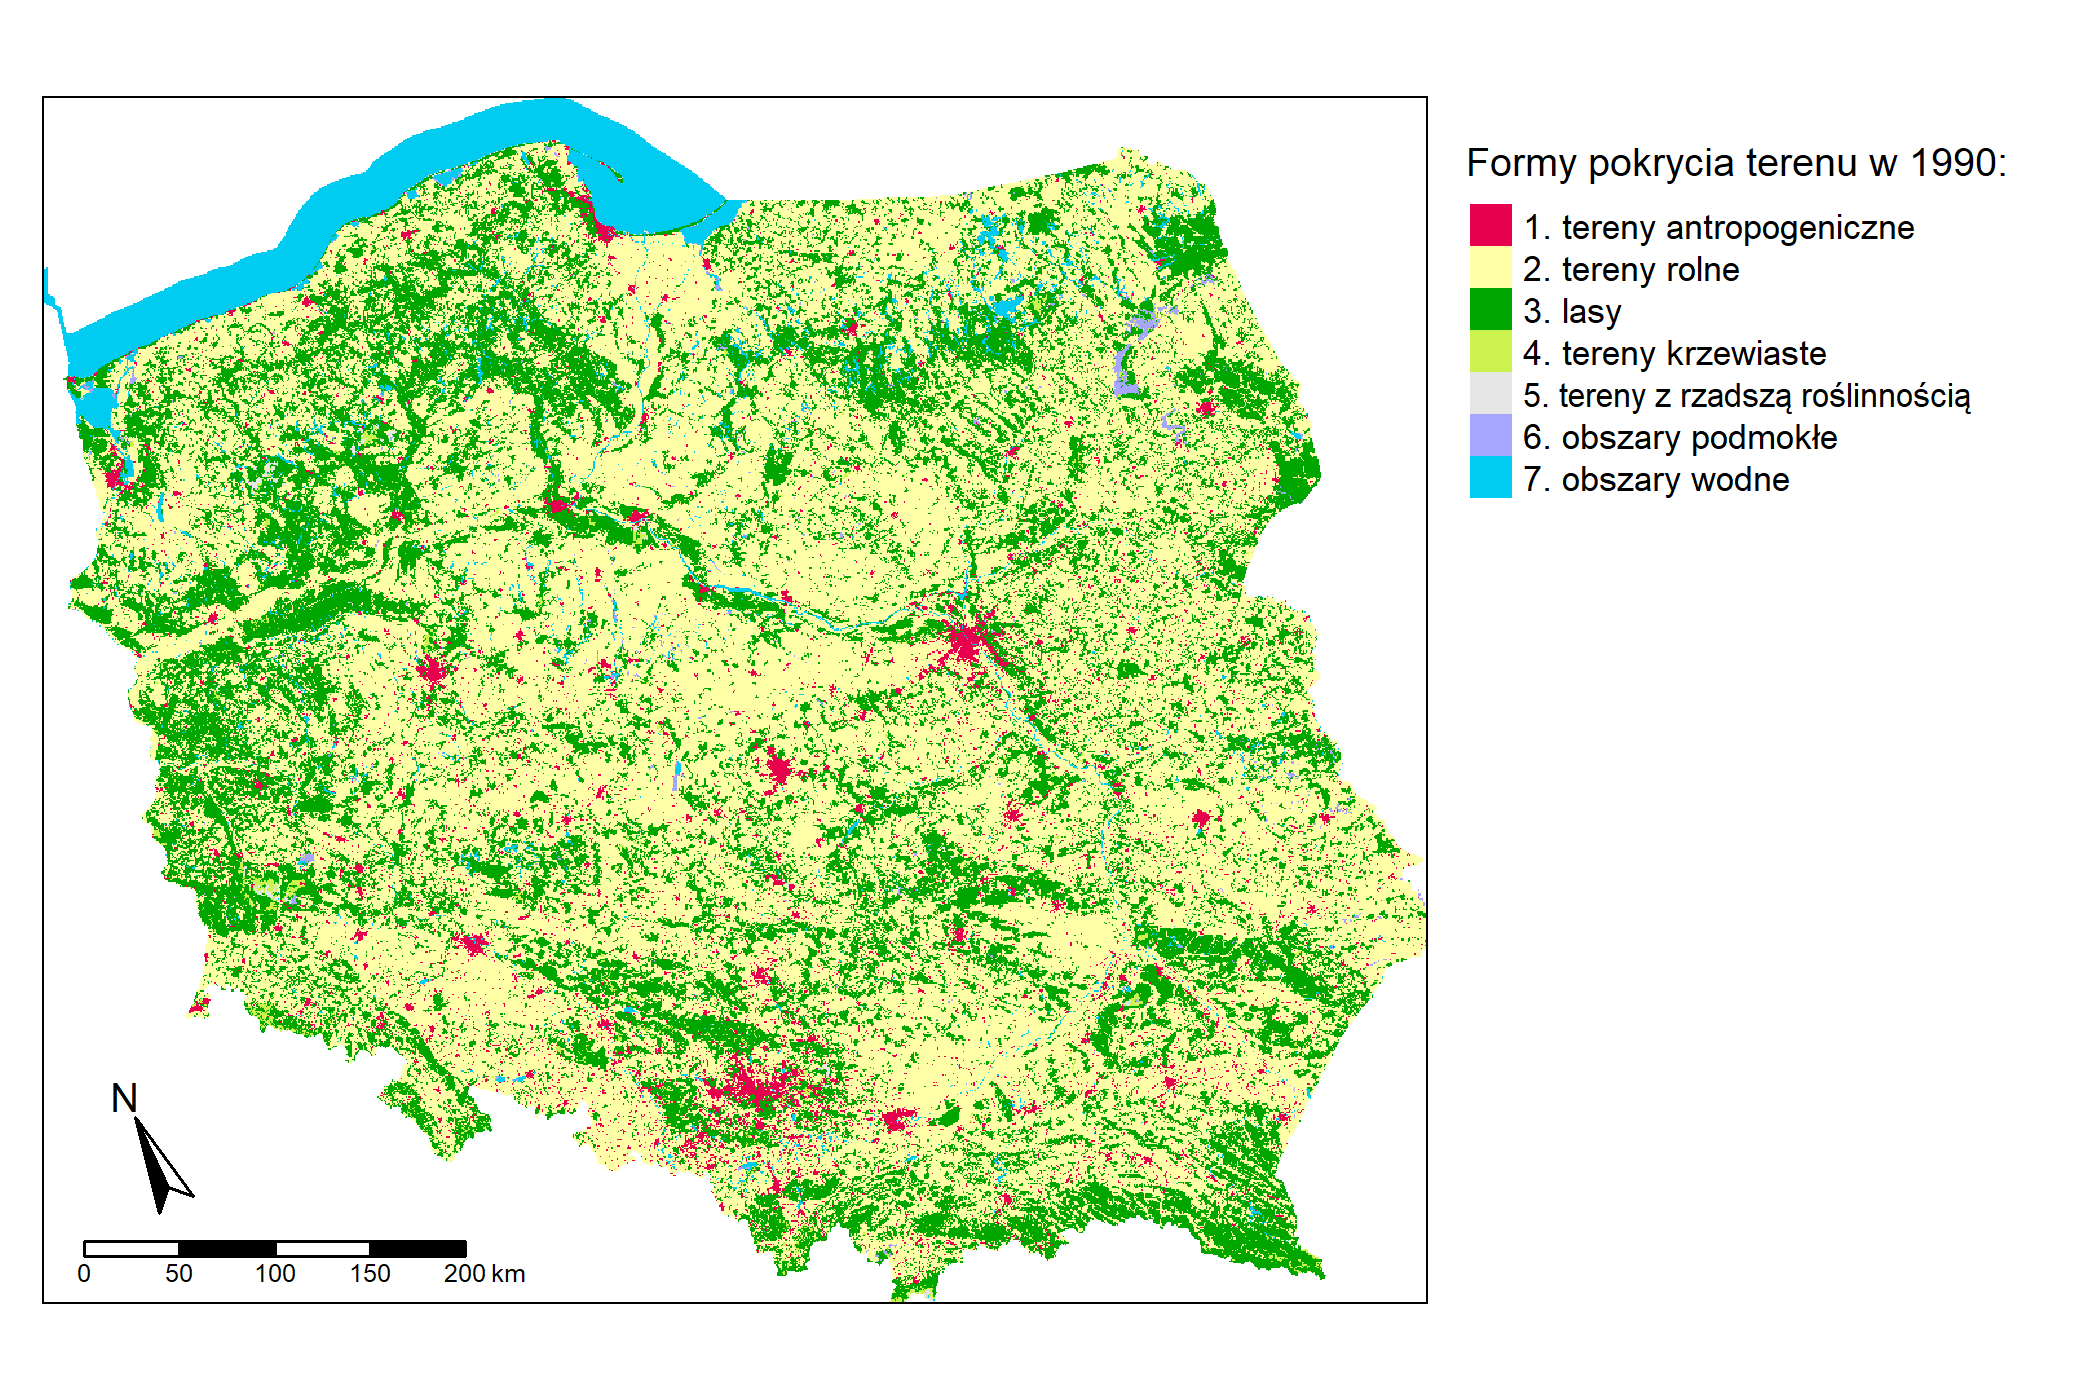 Formy pokrycia terenu w 1990:
1. tereny antropogeniczne
2. tereny rolne
3. lasy
4. tereny krzewiaste
5. tereny z rzadszą roślinnością
6. obszary podmokłe
7. obszary wodne
N
0 50 100 150 200 km